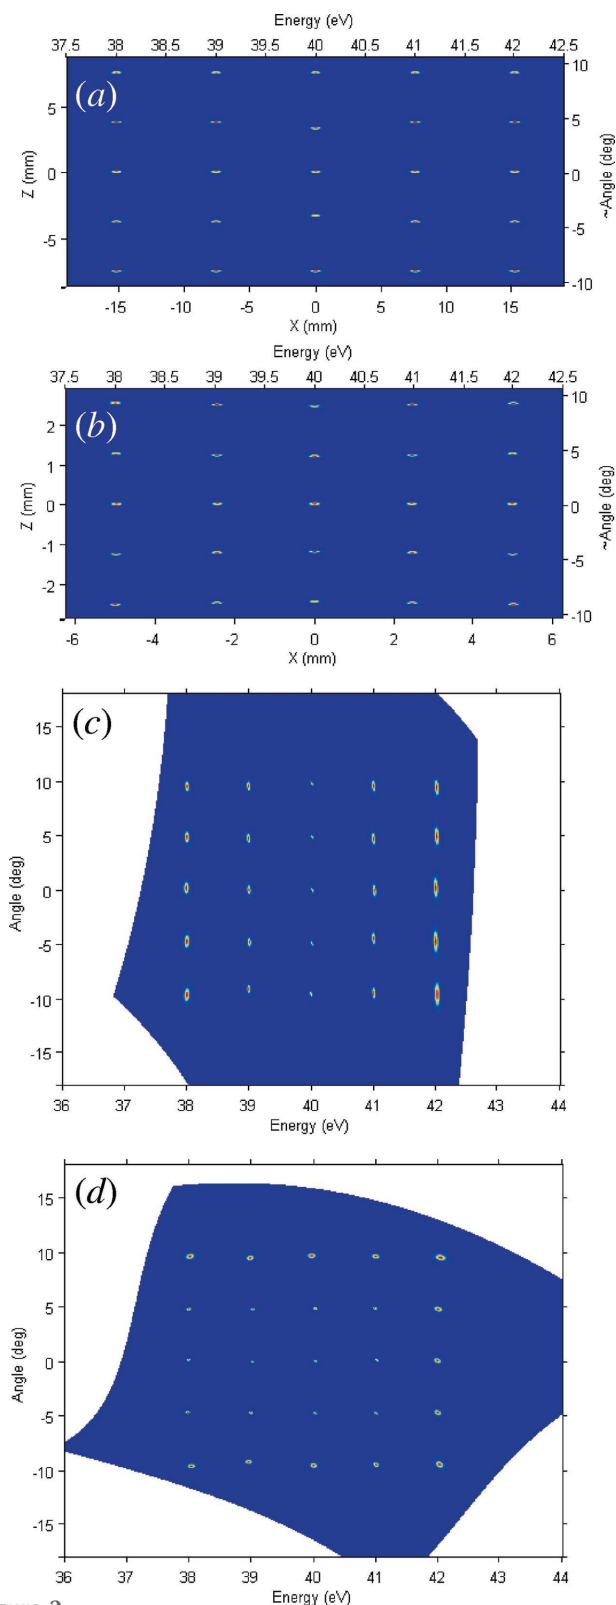 Energy (eV)
37.5 38 38.5 39 39.5 40 40.5 41 41.5 42 42.5
(a)
10
5
5
0
0
-5
-5
-10
Z (mm)
~Angle (deg)
-15 -10 -5 0 5 10 15
X (mm)
Energy (eV)
37.5 38 38.5 39 39.5 40 40.5 41 41.5 42 42.5
(b)
10
2
5
1
0
0
-1
-5
-2
-10
Z (mm)
~Angle (deg)
-6 -4 -2 0 2 4 6
X (mm)
(c)
15
10
5
0
-5
-10
-15
Angle (deg)
36 37 38 39 40 41 42 43 44
Energy (eV)
(d)
15
10
5
0
-5
-10
-15
Angle (deg)
36 37 38 39 40 41 42 43 44
Energy (eV)